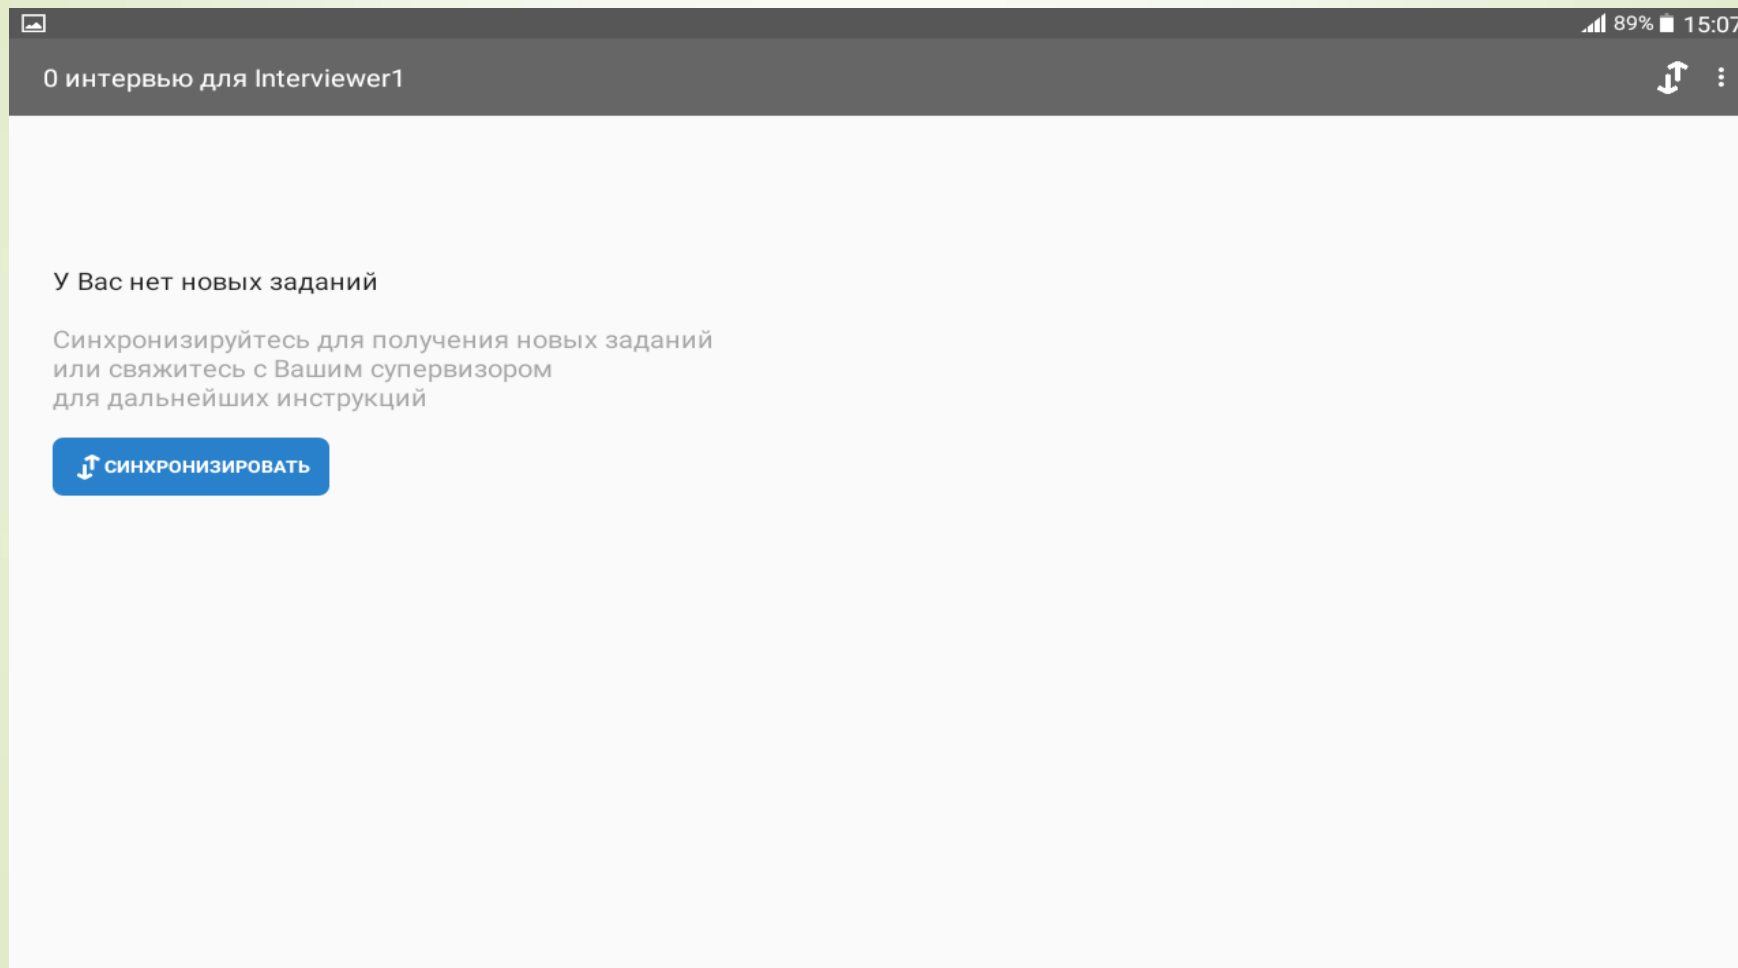 89% 15:07
0 интервью для Interviewer1
У Вас нет новых заданий
Синхронизируйтесь для получения новых заданий
или свяжитесь с Вашим супервизором
для дальнейших инструкций
СИНХРОНИЗИРОВАТЬ